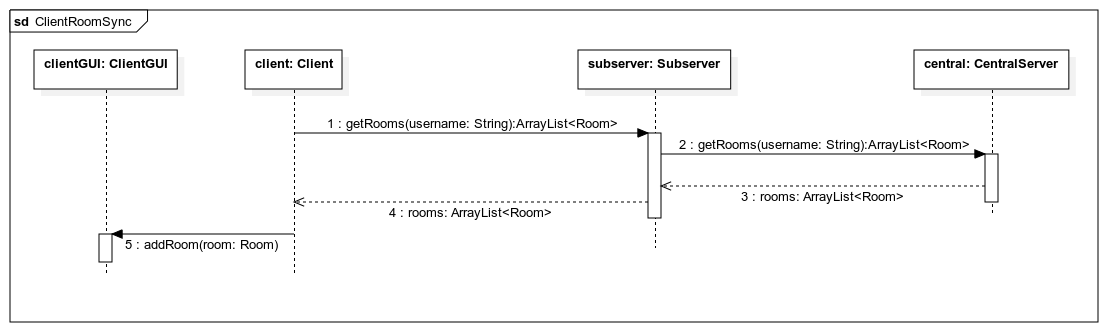 sd ClientRoomSync
clientGUI: ClientGUI
client: Client
subserver: Subserver
central: CentralServer
1 : getRooms(username: String):ArrayList<Room>
2 : getRooms(username: String):ArrayList<Room>
3 : rooms: ArrayList<Room>
4 : rooms: ArrayList<Room>
5 : addRoom(room: Room)